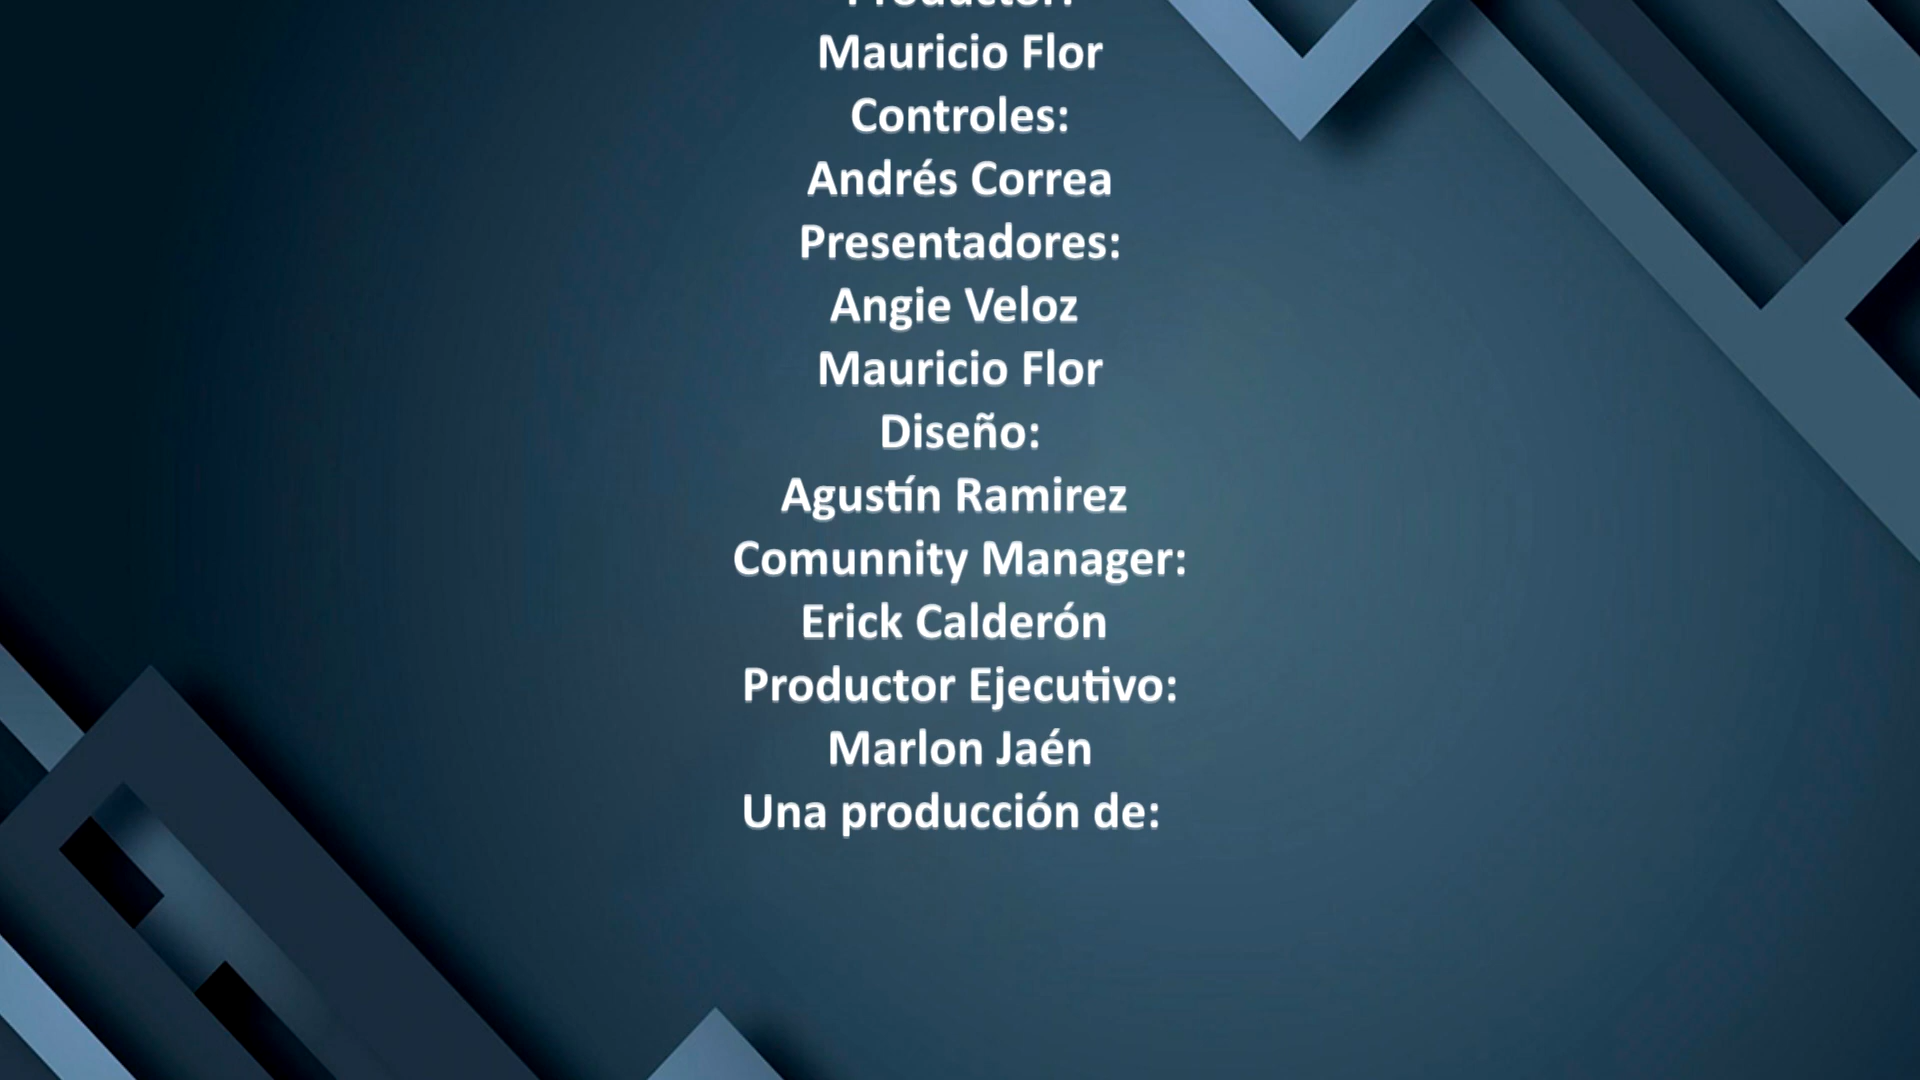 Productor:
Mauricio Flor
Controles:
Andrés Correa
Presentadores:
Angie Veloz
Mauricio Flor
Diseño:
Agustín Ramirez
Comunnity Manager:
Erick Calderón
Productor Ejecutivo:
Marlon Jaén
Una producción de: